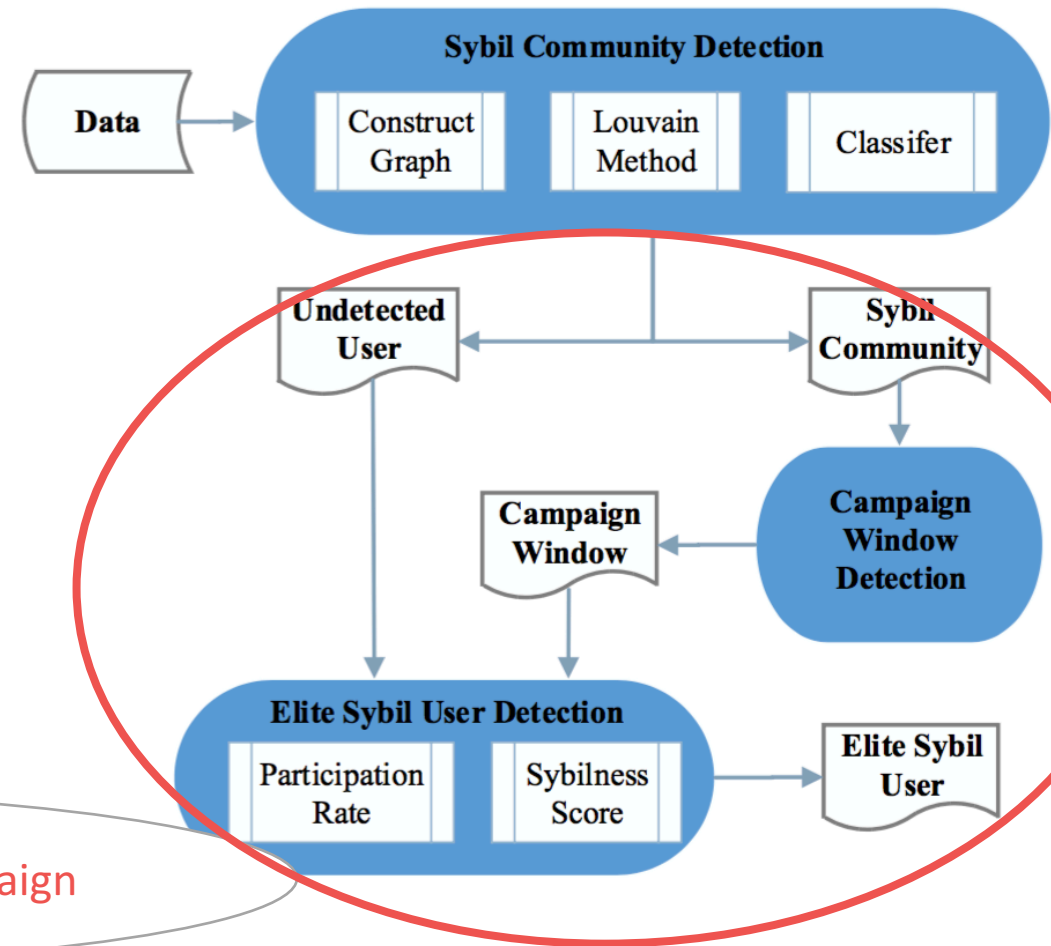 Sybil Community Detection
Data
Construct
Graph
Louvain
Method
Classifer
Undetected
User
Sybil
Community
Campaign
Window
Campaign
Window
Detection
Elite Sybil User Detection
Participation
Rate
Sybilness
Score
Elite Sybil
User
aign